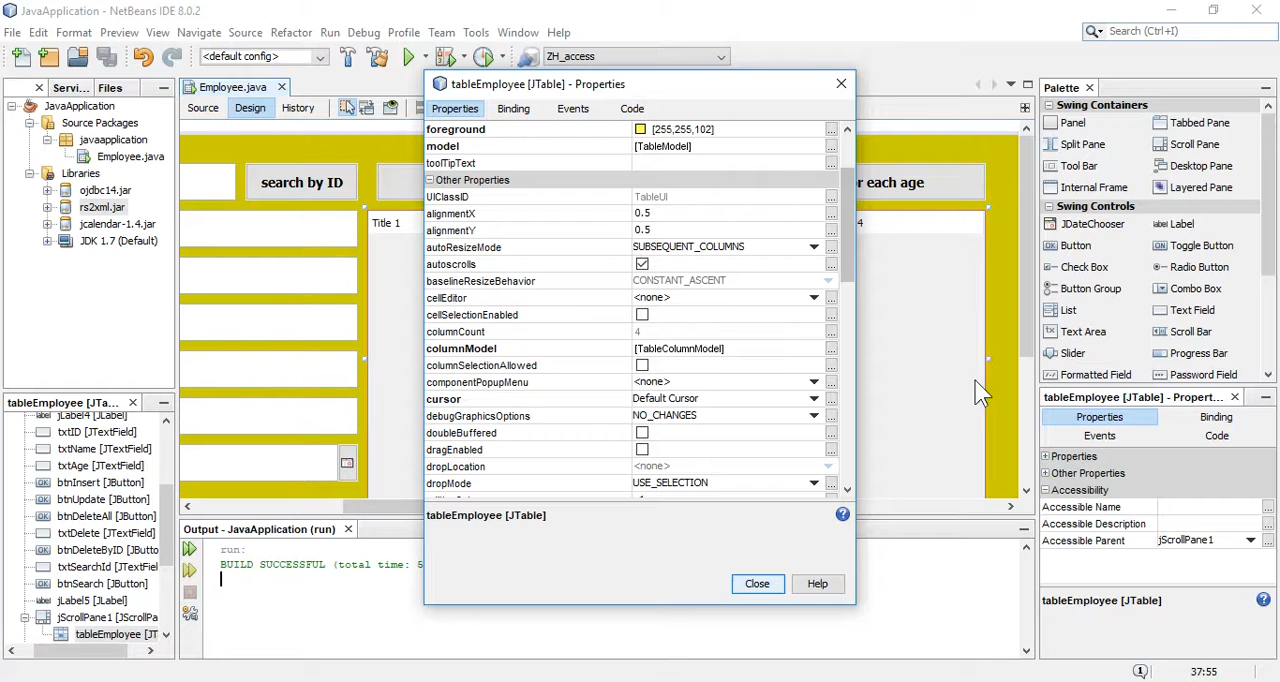 JavaApplication - NetBeans IDE 8.0.2
File Edit Format Preview View Navigate Source Refactor Run Debug Profile Team Tools Window Help
Search (Ctrl+I)
<default config>
ZH_access
Servi...
Files
Employee.java
Source
Design
History
JavaApplication
Source Packages
javaapplication
Employee.java
Libraries
ojdbc14.jar
rs2xml.jar
jcalendar-1.4.jar
JDK 1.7 (Default)
search by ID
r each age
Title 1
4
tableEmployee [JTable] - Properties
Properties
Binding
Events
Code
foreground
[255,255,102]
model
[TableModel]
toolTipText
Other Properties
UIClassID
TableUI
alignmentX
0.5
alignmentY
0.5
autoResizeMode
SUBSEQUENT_COLUMNS
autoscrolls
baselineResizeBehavior
CONSTANT_ASCENT
cellEditor
<none>
cellSelectionEnabled
columnCount
4
columnModel
[TableColumnModel]
columnSelectionAllowed
componentPopupMenu
<none>
cursor
Default Cursor
debugGraphicsOptions
NO_CHANGES
doubleBuffered
dragEnabled
dropLocation
<none>
dropMode
USE_SELECTION
tableEmployee [JTable]
Close
Help
Palette
Swing Containers
Panel
Tabbed Pane
Split Pane
Scroll Pane
Tool Bar
Desktop Pane
Internal Frame
Layered Pane
Swing Controls
JDateChooser
Label
Button
Toggle Button
Check Box
Radio Button
Button Group
Combo Box
List
Text Field
Text Area
Scroll Bar
Slider
Progress Bar
Formatted Field
Password Field
tableEmployee [JTa...
jLabel4 [JLabel]
txtID [JTextField]
txtName [JTextField]
txtAge [JTextField]
btnInsert [JButton]
btnUpdate [JButton]
btnDeleteAll [JButton]
txtDelete [JTextField]
btnDeleteByID [JButto
txtSearchId [JTextField]
btnSearch [JButton]
jLabel5 [JLabel]
jScrollPane1 [JScrollPa
tableEmployee [JT
Output - JavaApplication (run)
run:
BUILD SUCCESSFUL (total time: 5
tableEmployee [JTable] - Propert...
Properties
Binding
Events
Code
Properties
Other Properties
Accessibility
Accessible Name
Accessible Description
Accessible Parent
jScrollPane1
tableEmployee [JTable]
37:55